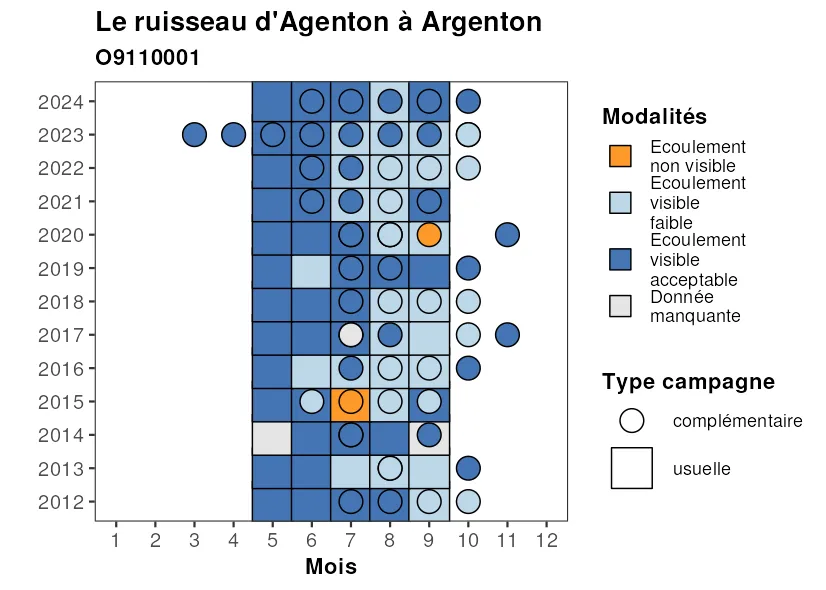 Le ruisseau d'Agenton à Argenton
O9110001
2024
2023
2022
2021
2020
2019
2018
2017
2016
2015
2014
2013
2012
1 2 3 4 5 6 7 8 9 10 11 12
Mois
Modalités
Ecoulement
non visible
Ecoulement
visible
faible
Ecoulement
visible
acceptable
Donnée
manquante
Type campagne
complémentaire
usuelle